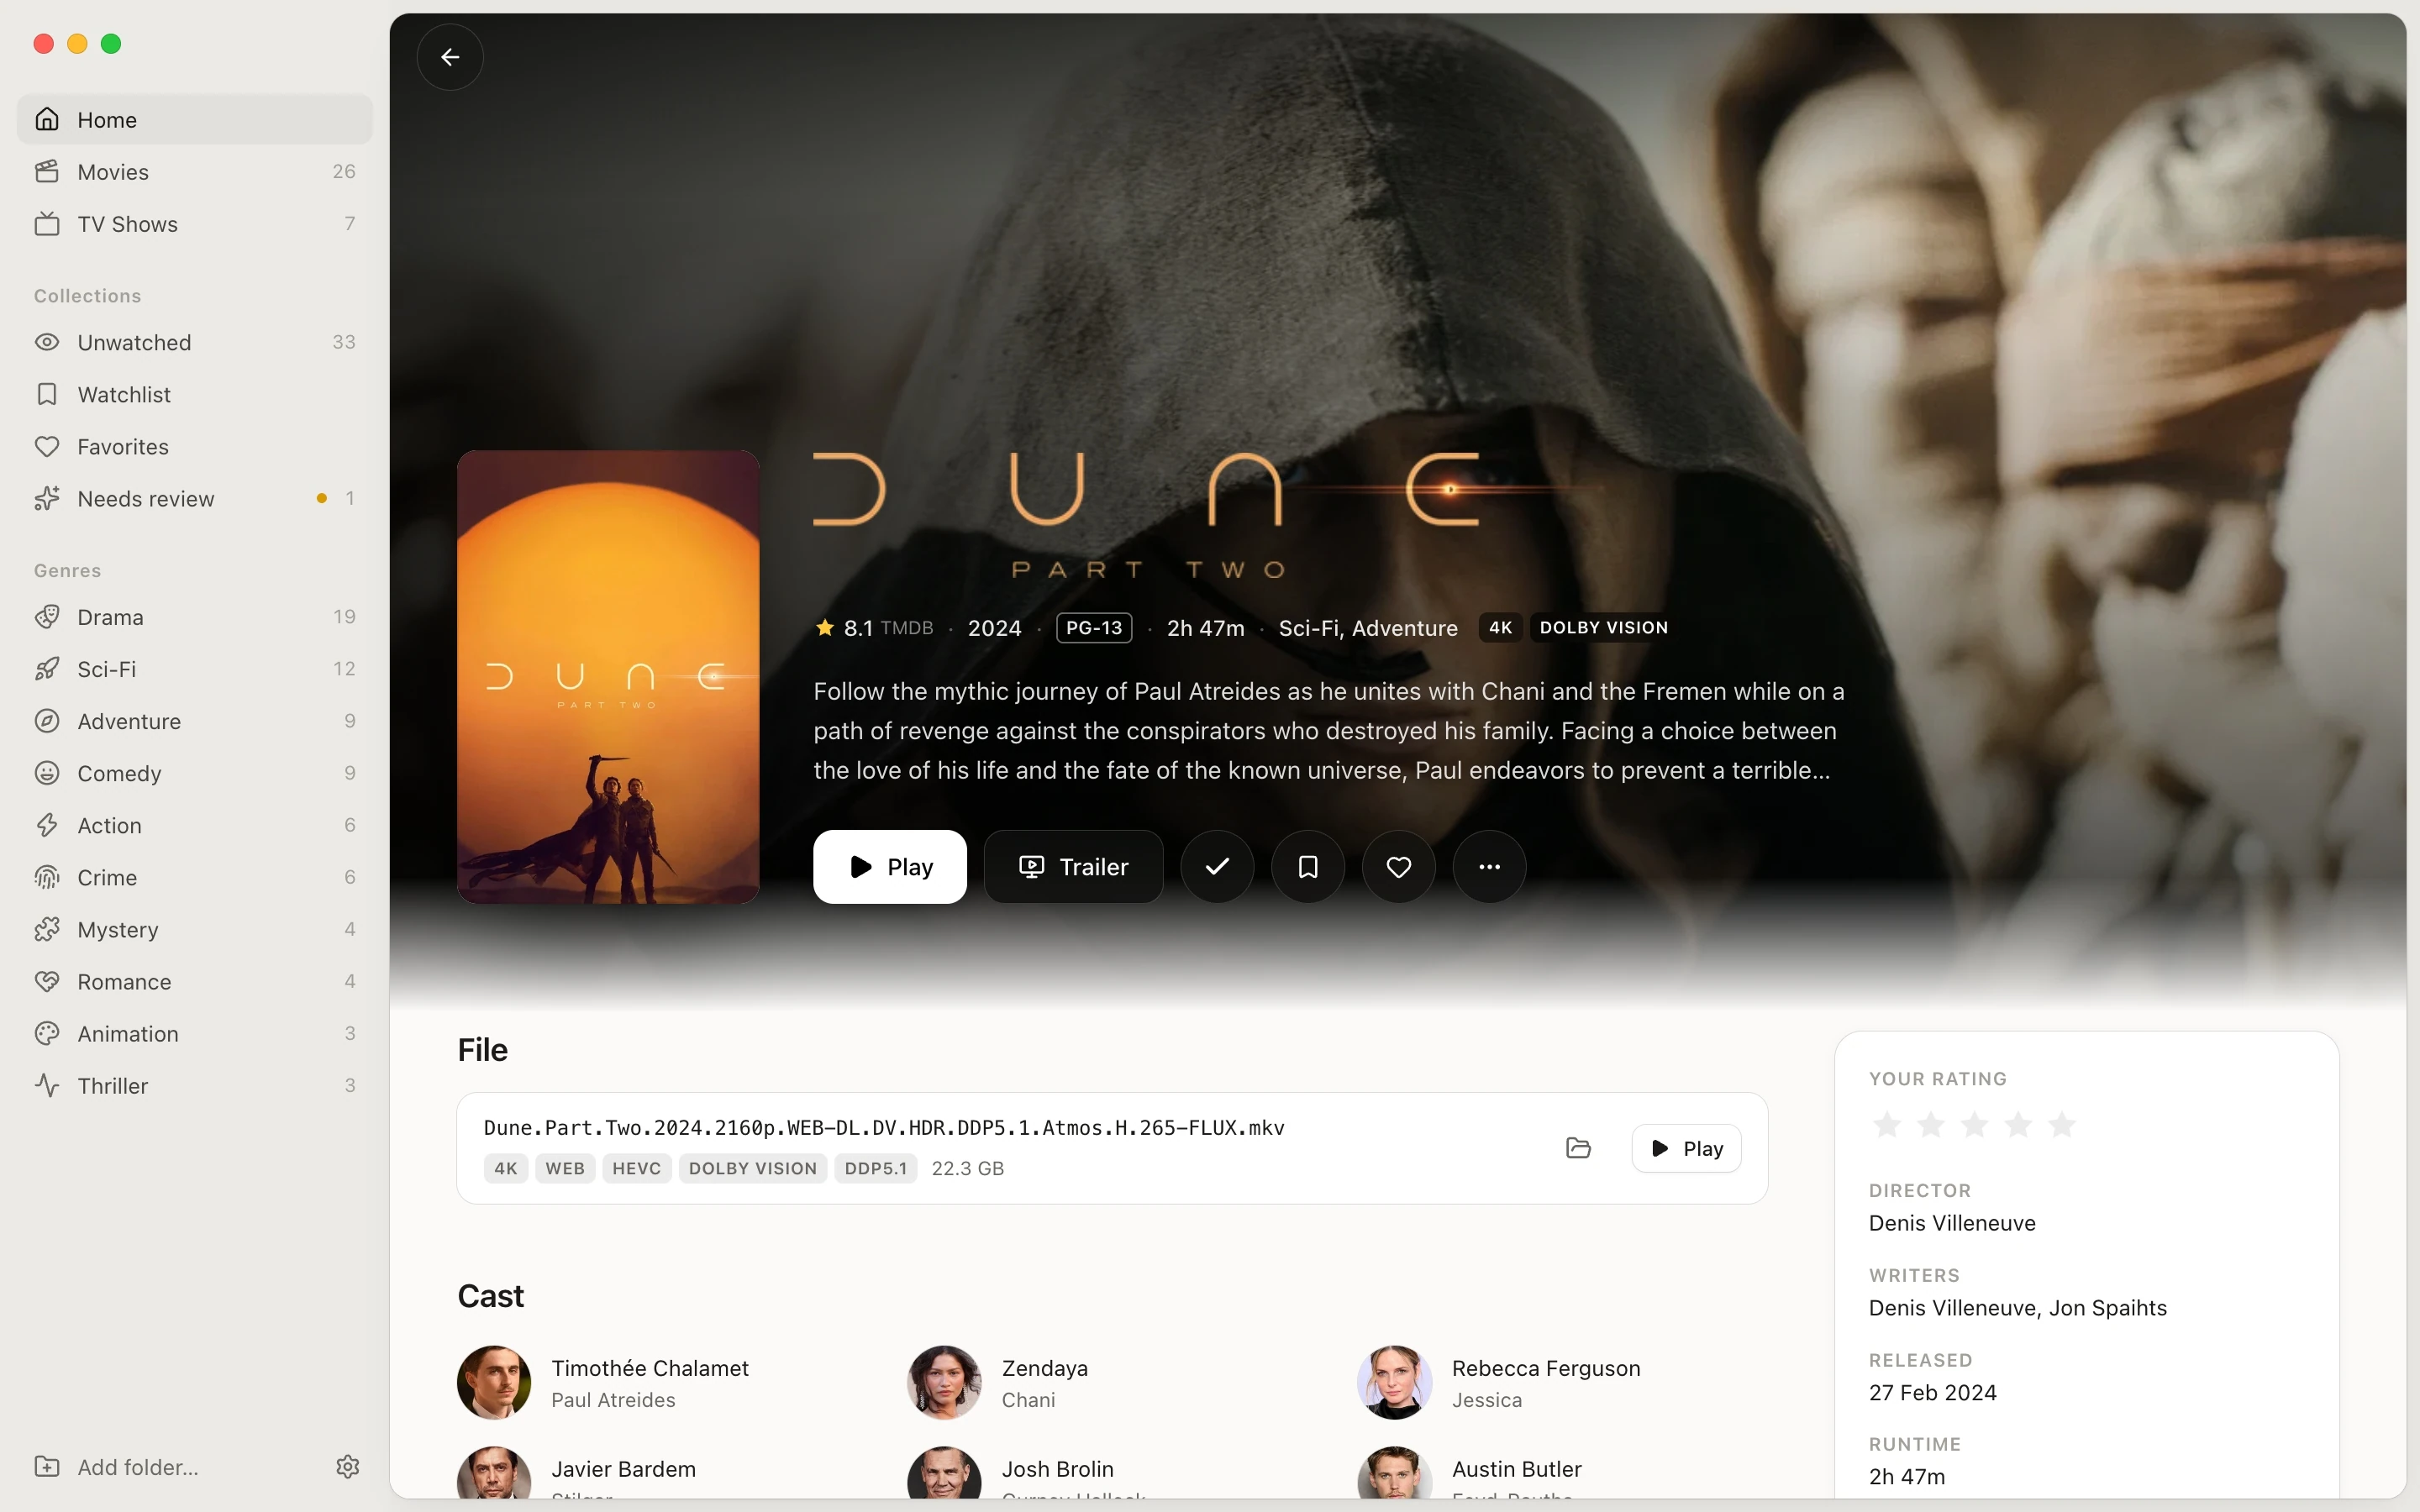 Home
Movies 26
TV Shows 7
Collections
Unwatched 33
Watchlist
Favorites
Needs review 1
Genres
Drama 19
Sci-Fi 12
Adventure 9
Comedy 9
Action 6
Crime 6
Mystery 4
Romance 4
Animation 3
Thriller 3
Add folder...
DUNE
PART TWO
DUNE
PART TWO
8.1 TMDB · 2024 · PG-13 · 2h 47m · Sci-Fi, Adventure 4K DOLBY VISION
Follow the mythic journey of Paul Atreides as he unites with Chani and the Fremen while on a
path of revenge against the conspirators who destroyed his family. Facing a choice between
the love of his life and the fate of the known universe, Paul endeavors to prevent a terrible...
Play Trailer
File
Dune.Part.Two.2024.2160p.WEB-DL.DV.HDR.DDP5.1.Atmos.H.265-FLUX.mkv
4K WEB HEVC DOLBY VISION DDP5.1 22.3 GB
Play
Cast
Timothée Chalamet
Paul Atreides
Zendaya
Chani
Rebecca Ferguson
Jessica
Javier Bardem
Josh Brolin
Austin Butler
YOUR RATING
DIRECTOR
Denis Villeneuve
WRITERS
Denis Villeneuve, Jon Spaihts
RELEASED
27 Feb 2024
RUNTIME
2h 47m